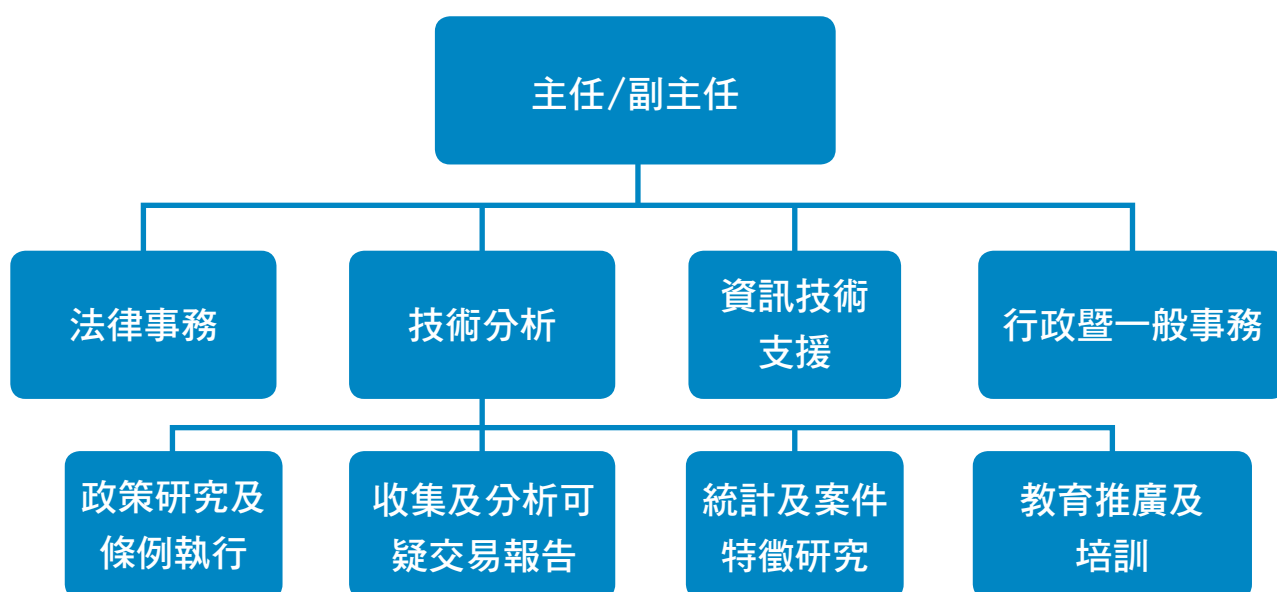 主任/副主任
法律事務
技術分析
資訊技術
支援
行政暨一般事務
政策研究及
條例執行
收集及分析可
疑交易報告
統計及案件
特徵研究
教育推廣及
培訓